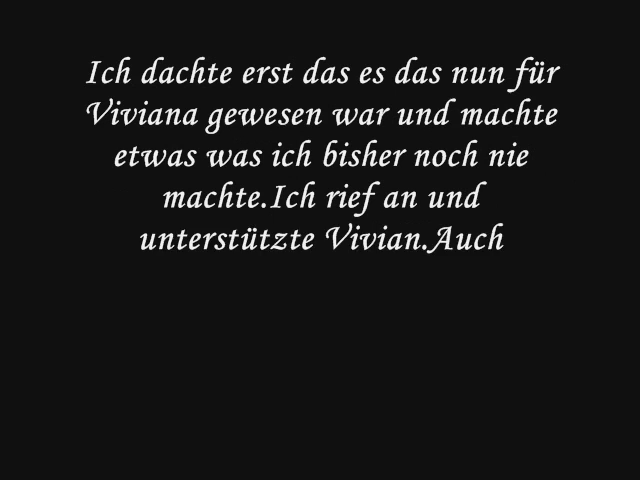 Ich dachte erst das es das nun für
Viviana gewesen war und machte
etwas was ich bisher noch nie
machte.Ich rief an und
unterstützte Vivian.Auch